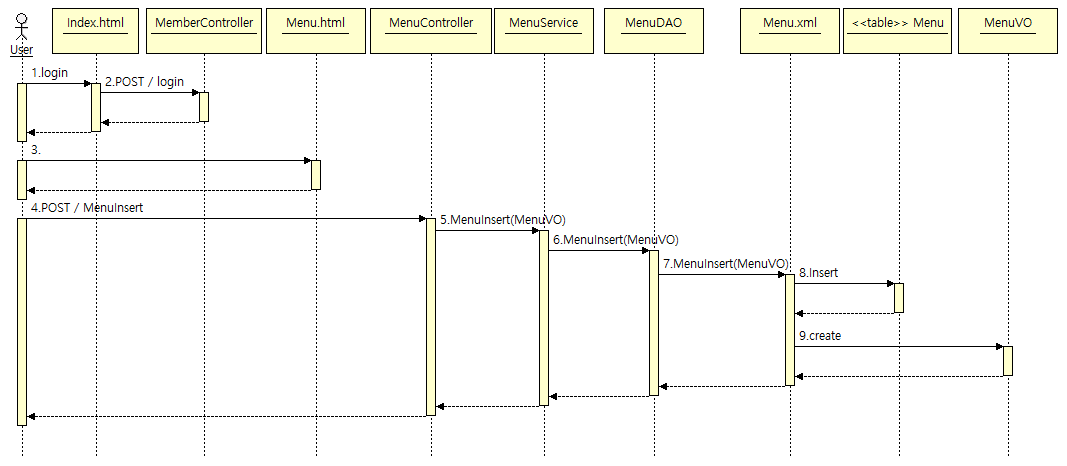 Index.html
MemberController
Menu.html
MenuController
MenuService
MenuDAO
Menu.xml
<<table>> Menu
MenuVO
User
1.login
2.POST / login
3.
4.POST / MenuInsert
5.MenuInsert(MenuVO)
6.MenuInsert(MenuVO)
7.MenuInsert(MenuVO)
8.Insert
9.create